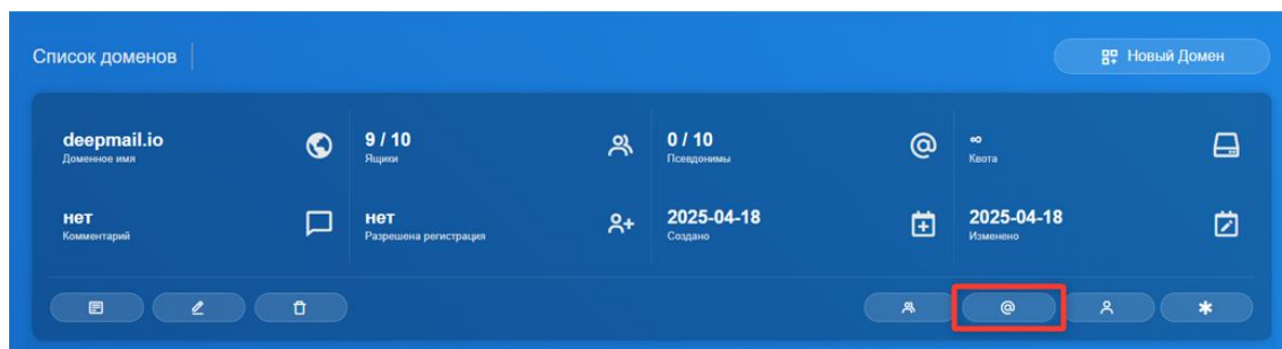 Список доменов
Новый Домен
deepmail.io
Доменное имя
9 / 10
Ящики
0 / 10
Псевдонимы
@
∞
Квота
нет
Комментарий
нет
Разрешена регистрация
2025-04-18
Создано
2025-04-18
Изменено
@
*